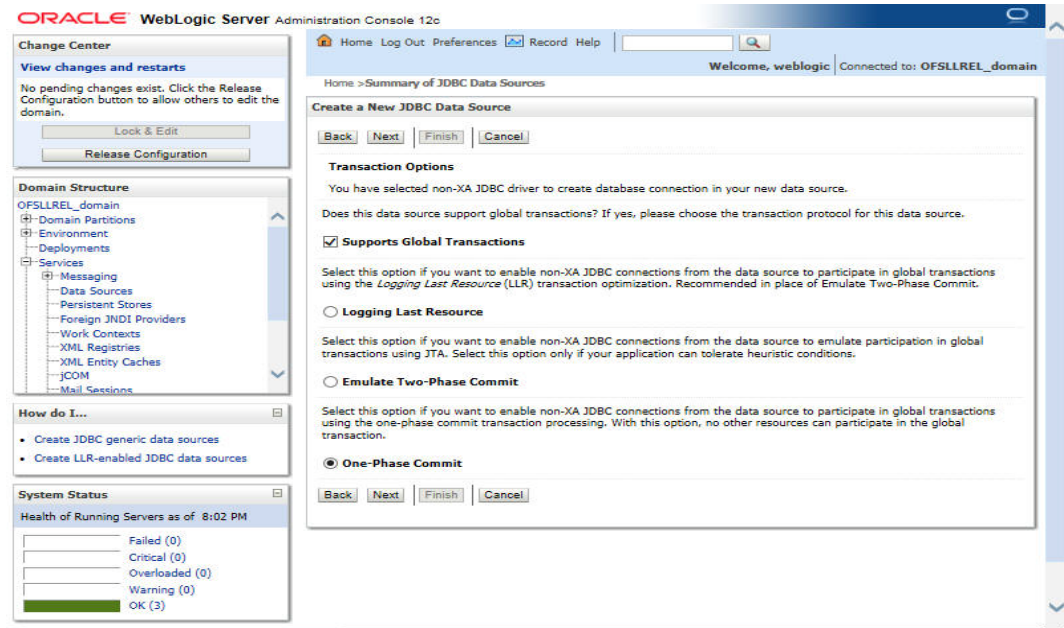 ORACLE WebLogic Server Administration Console 12c
Change Center
View changes and restarts
No pending changes exist. Click the Release
Configuration button to allow others to edit the
domain.
Lock & Edit
Release Configuration
Domain Structure
OFSLLREL_domain
Domain Partitions
Environment
Deployments
Services
Messaging
Data Sources
Persistent Stores
Foreign JNDI Providers
Work Contexts
XML Registries
XML Entity Caches
jCOM
Mail Sessions
How do I...
Create JDBC generic data sources
Create LLR-enabled JDBC data sources
System Status
Health of Running Servers as of 8:02 PM
Failed (0)
Critical (0)
Overloaded (0)
Warning (0)
OK (3)
Home Log Out Preferences Record Help
Welcome, weblogic Connected to: OFSLLREL_domain
Home >Summary of JDBC Data Sources
Create a New JDBC Data Source
Back Next Finish Cancel
Transaction Options
You have selected non-XA JDBC driver to create database connection in your new data source.
Does this data source support global transactions? If yes, please choose the transaction protocol for this data source.
Supports Global Transactions
Select this option if you want to enable non-XA JDBC connections from the data source to participate in global transactions
using the Logging Last Resource (LLR) transaction optimization. Recommended in place of Emulate Two-Phase Commit.
Logging Last Resource
Select this option if you want to enable non-XA JDBC connections from the data source to emulate participation in global
transactions using JTA. Select this option only if your application can tolerate heuristic conditions.
Emulate Two-Phase Commit
Select this option if you want to enable non-XA JDBC connections from the data source to participate in global transactions
using the one-phase commit transaction processing. With this option, no other resources can participate in the global
transaction.
One-Phase Commit
Back Next Finish Cancel